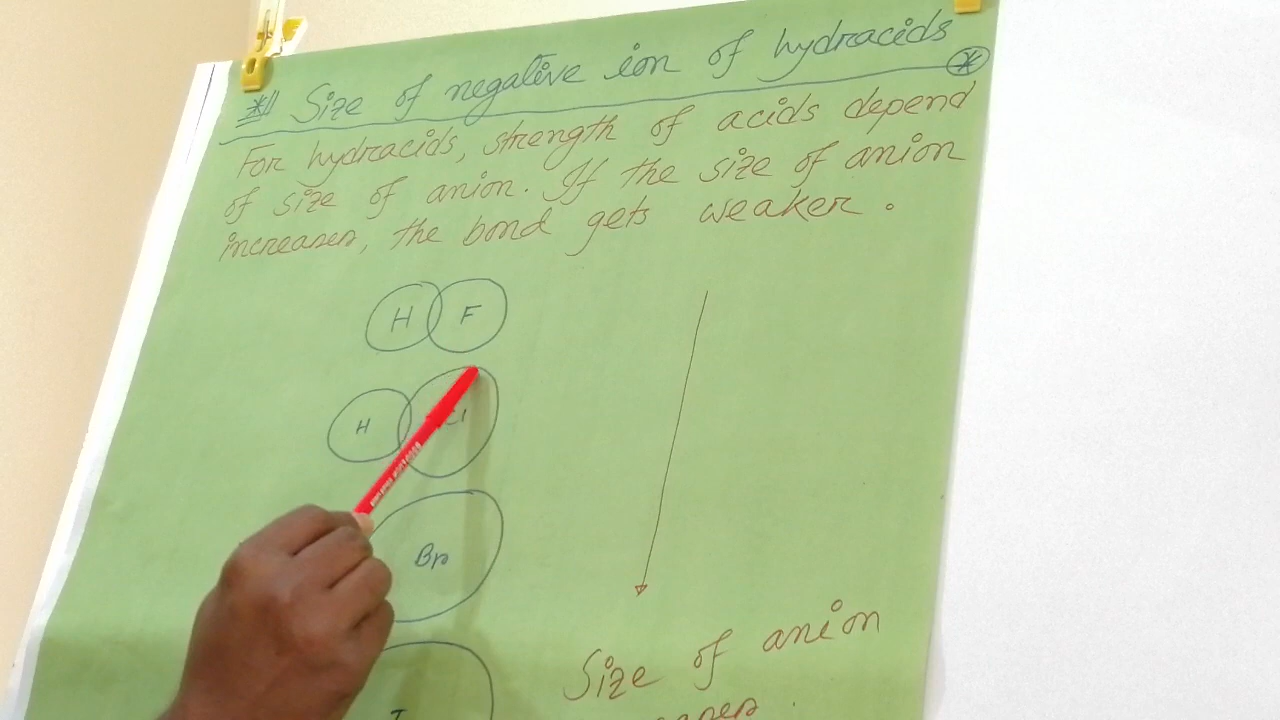 * Size of negative ion of hydracids
For hydracids, strength of acids depend
of size of anion. If the size of anion
increases, the bond gets weaker.
H F
H Cl
Br
I
Size of anion